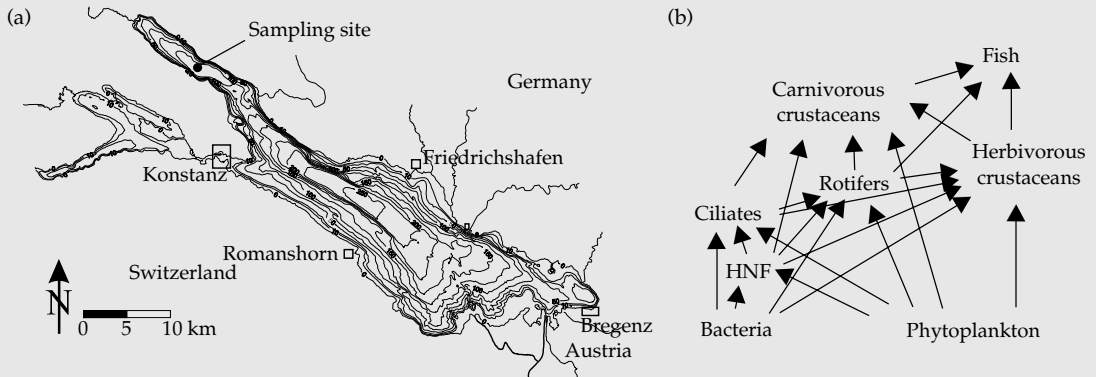 (a)
Sampling site
Germany
Konstanz
Friedrichshafen
Romanshorn
Switzerland
N
0 5 10 km
Bregenz
Austria
(b)
Fish
Carnivorous
crustaceans
Herbivorous
crustaceans
Rotifers
Ciliates
HNF
Bacteria
Phytoplankton